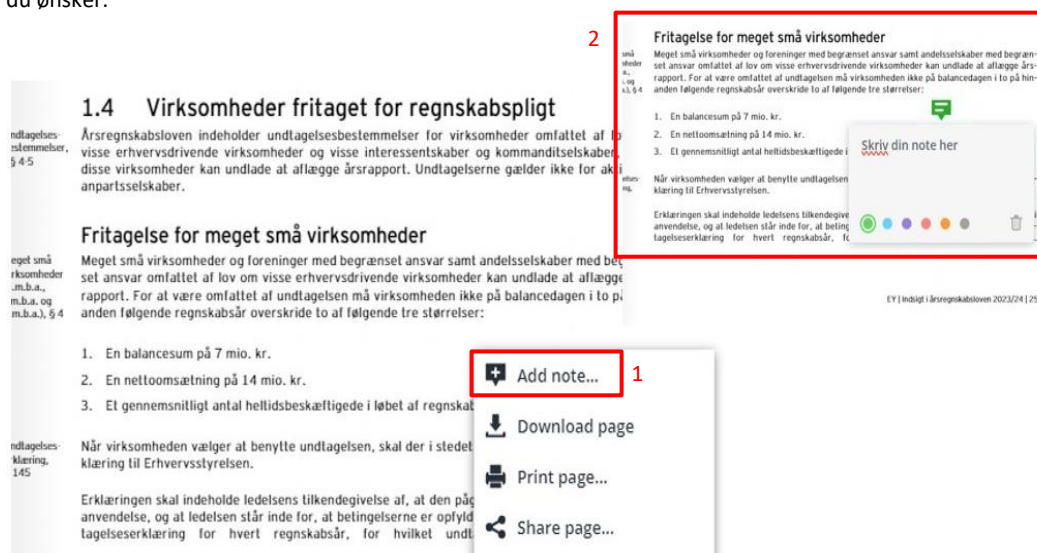 du ønsker.
2
Fritagelse for meget små virksomheder
Meget små virksomheder og foreninger med begrænset ansvar samt andelsselskaber med begræn-
set ansvar omfattet af lov om visse erhvervsdrivende virksomheder kan undlade at aflægge års-
rapport. For at være omfattet af undtagelsen må virksomheden ikke på balancedagen i to på hin-
anden følgende regnskabsår overskride to af følgende tre størrelser:
1. En balancesum på 7 mio. kr.
2. En nettoomsætning på 14 mio. kr.
3. Et gennemsnitligt antal heltidsbeskæftigede i
Skriv din note her
Når virksomheden vælger at benytte undtagelsen
klæring til Erhvervsstyrelsen.
Erklæringen skal indeholde ledelsens tilkendegive
anvendelse, og at ledelsen står inde for, at beting
tagelseserklæring for hvert regnskabsår, fo
EY | Indsigt i årsregnskabsloven 2023/24 | 25
1.4 Virksomheder fritaget for regnskabspligt
ndtagelses-
estemmelser,
§ 4-5
Årsregnskabsloven indeholder undtagelsesbestemmelser for virksomheder omfattet af lo
visse erhvervsdrivende virksomheder og visse interessentskaber og kommanditselskaber,
disse virksomheder kan undlade at aflægge årsrapport. Undtagelserne gælder ikke for akti
anpartsselskaber.
Fritagelse for meget små virksomheder
eget små
rksomheder
.m.b.a.,
m.b.a. og
m.b.a.), § 4
Meget små virksomheder og foreninger med begrænset ansvar samt andelsselskaber med beg
set ansvar omfattet af lov om visse erhvervsdrivende virksomheder kan undlade at aflægge
rapport. For at være omfattet af undtagelsen må virksomheden ikke på balancedagen i to på
anden følgende regnskabsår overskride to af følgende tre størrelser:
1. En balancesum på 7 mio. kr.
2. En nettoomsætning på 14 mio. kr.
3. Et gennemsnitligt antal heltidsbeskæftigede i løbet af regnskab
ndtagelses-
klæring,
145
Når virksomheden vælger at benytte undtagelsen, skal der i stedet
klæring til Erhvervsstyrelsen.
Erklæringen skal indeholde ledelsens tilkendegivelse af, at den påg
anvendelse, og at ledelsen står inde for, at betingelserne er opfyld
tagelseserklæring for hvert regnskabsår, for hvilket undt
Add note...
1
Download page
Print page...
Share page...